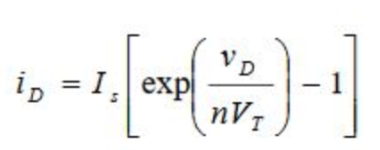 i_D = I_s [ exp( v_D / nV_T ) − 1 ]